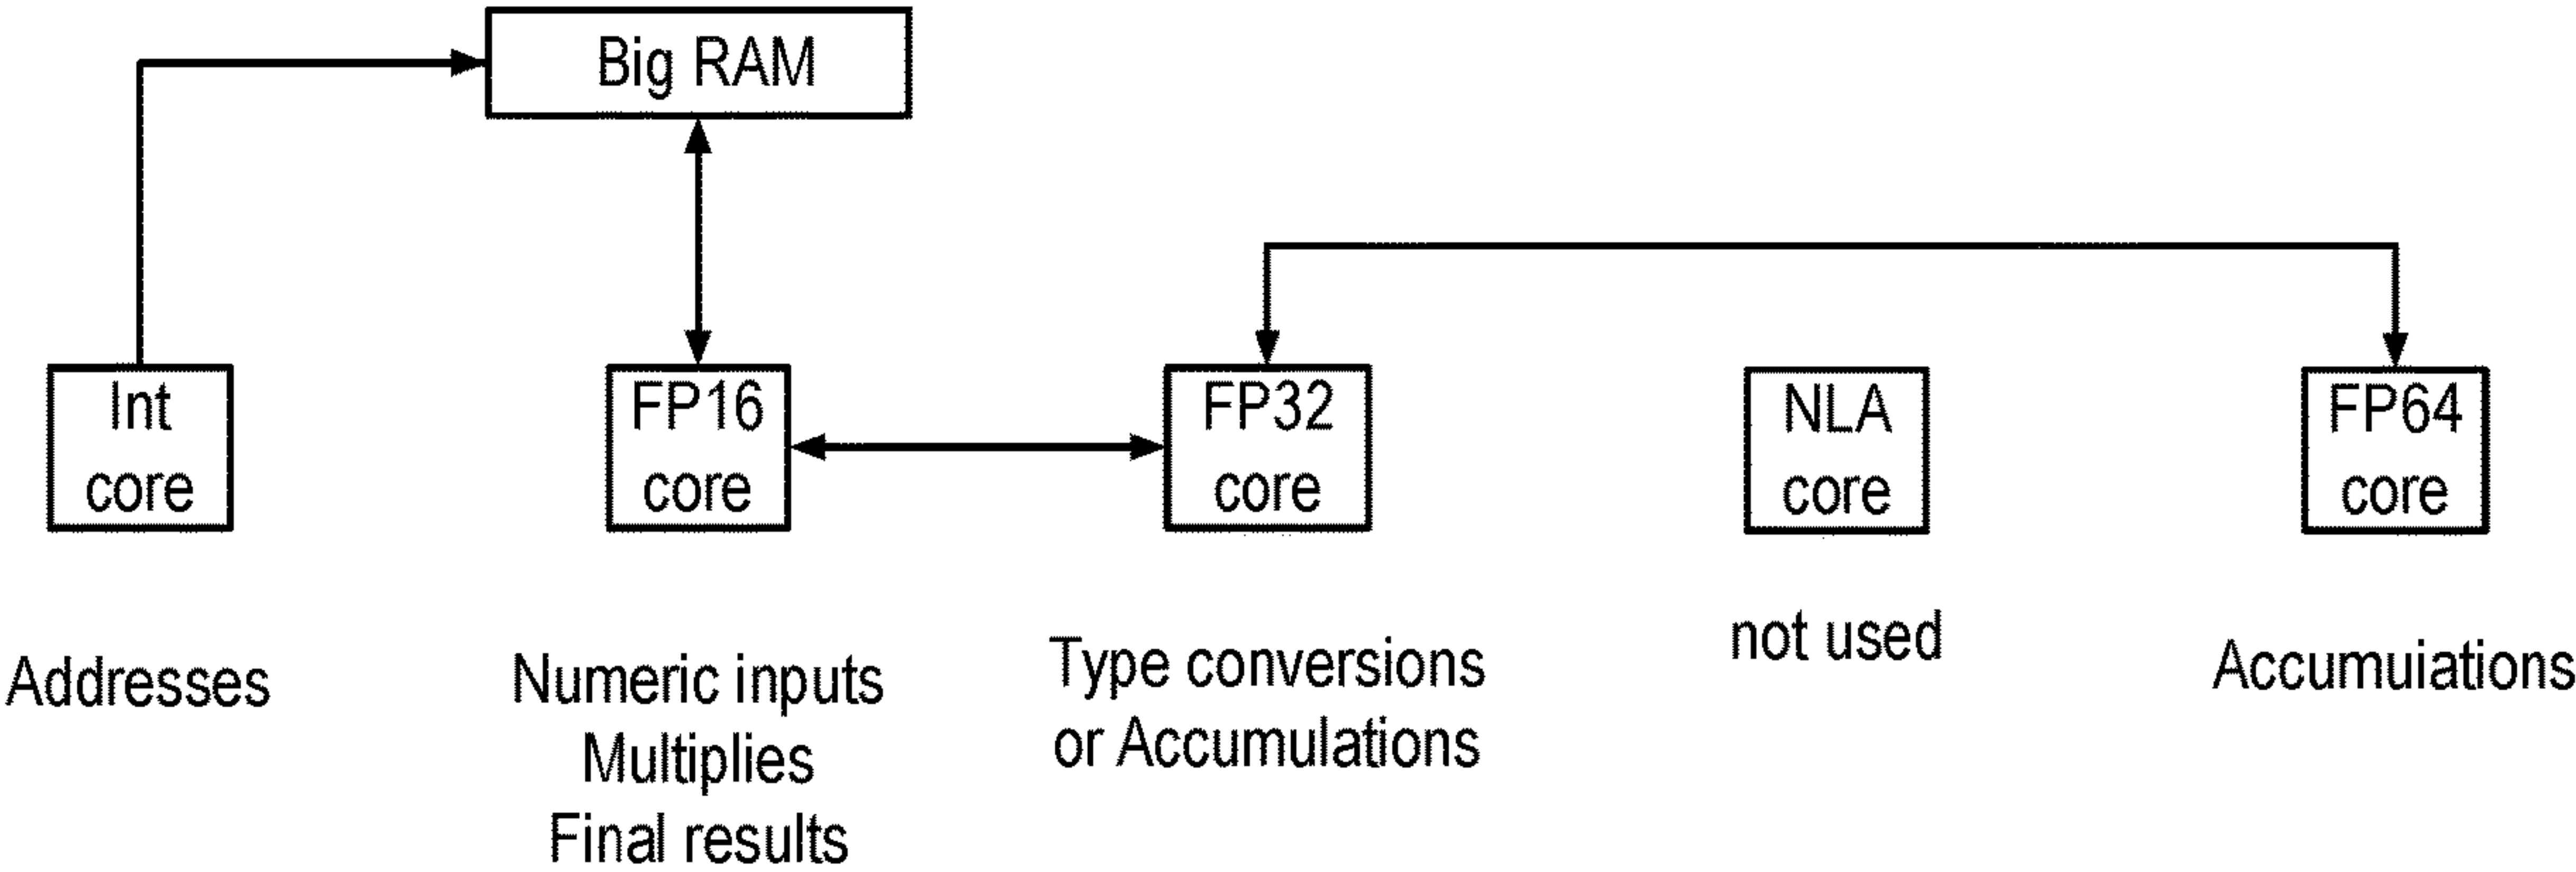 Big RAM
Int
core
FP16
core
FP32
core
NLA
core
FP64
core
Addresses
Numeric inputs
Multiplies
Final results
Type conversions
or Accumulations
not used
Accumuiations